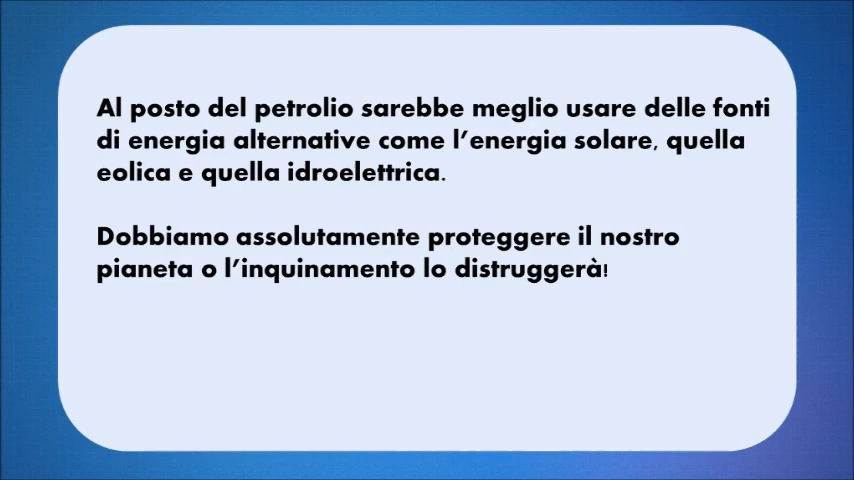 Al posto del petrolio sarebbe meglio usare delle fonti
di energia alternative come l'energia solare, quella
eolica e quella idroelettrica.
Dobbiamo assolutamente proteggere il nostro
pianeta o l'inquinamento lo distruggerà!